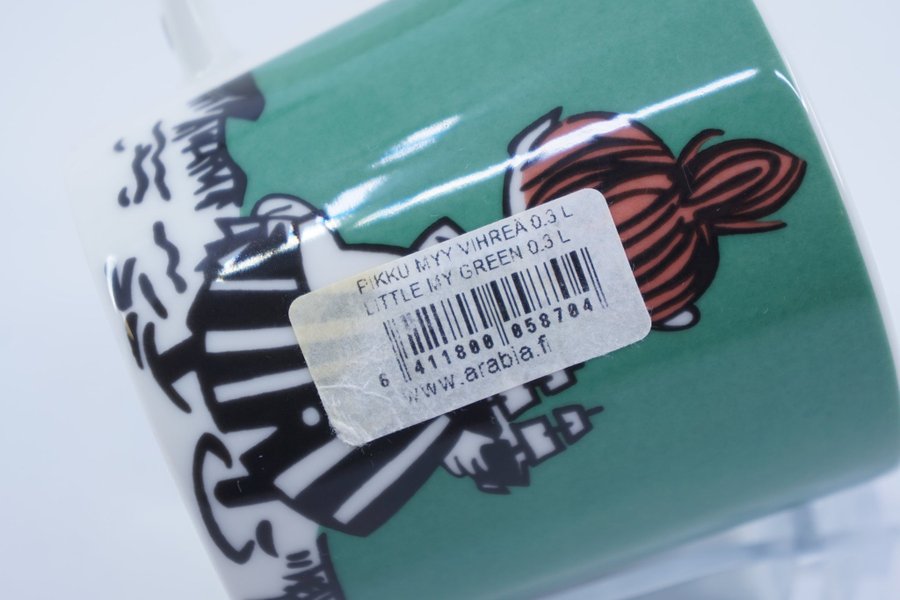 PIKKU MYY VIHREÄ 0.3 L
LITTLE MY GREEN 0.3 L
6 411800 058704
www.arabia.fi